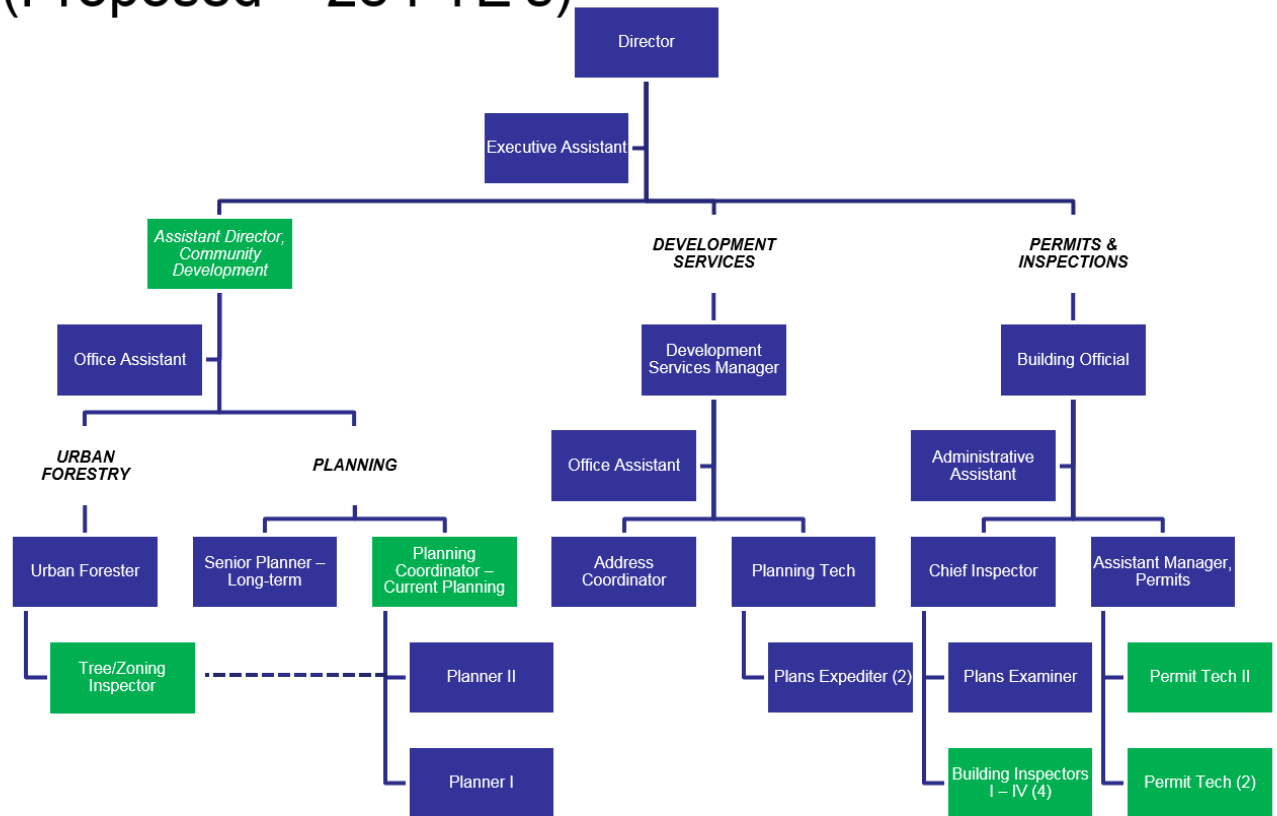 Director
Executive Assistant
Assistant Director,
Community
Development
DEVELOPMENT
SERVICES
PERMITS &
INSPECTIONS
Office Assistant
Development
Services Manager
Building Official
URBAN
FORESTRY
PLANNING
Office Assistant
Administrative
Assistant
Urban Forester
Senior Planner –
Long-term
Planning
Coordinator –
Current Planning
Address
Coordinator
Planning Tech
Chief Inspector
Assistant Manager,
Permits
Tree/Zoning
Inspector
Planner II
Plans Expediter (2)
Plans Examiner
Permit Tech II
Planner I
Building Inspectors
I – IV (4)
Permit Tech (2)